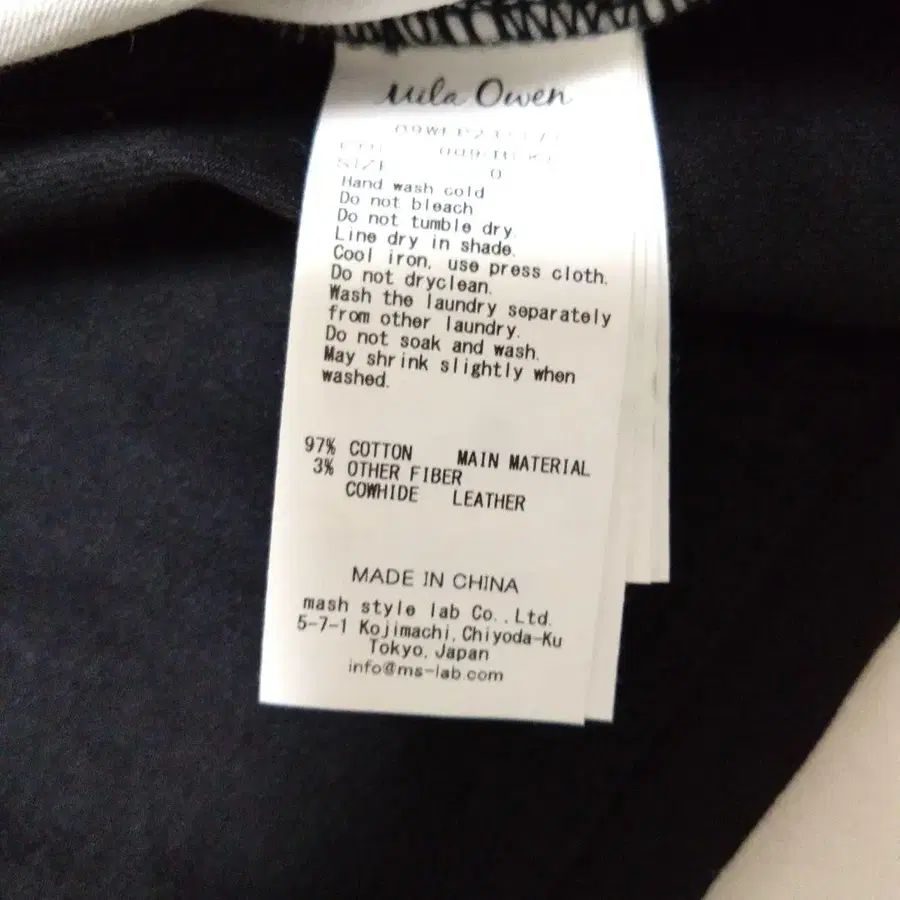 Mila Owen
SIZE 0
Hand wash cold
Do not bleach
Do not tumble dry.
Line dry in shade.
Cool iron, use press cloth.
Do not dryclean.
Wash the laundry separately
from other laundry.
Do not soak and wash.
May shrink slightly when
washed.
97% COTTON MAIN MATERIAL
3% OTHER FIBER
COWHIDE LEATHER
MADE IN CHINA
mash style lab Co.,Ltd.
5-7-1 Kojimachi,Chiyoda-Ku
Tokyo,Japan
info@ms-lab.com